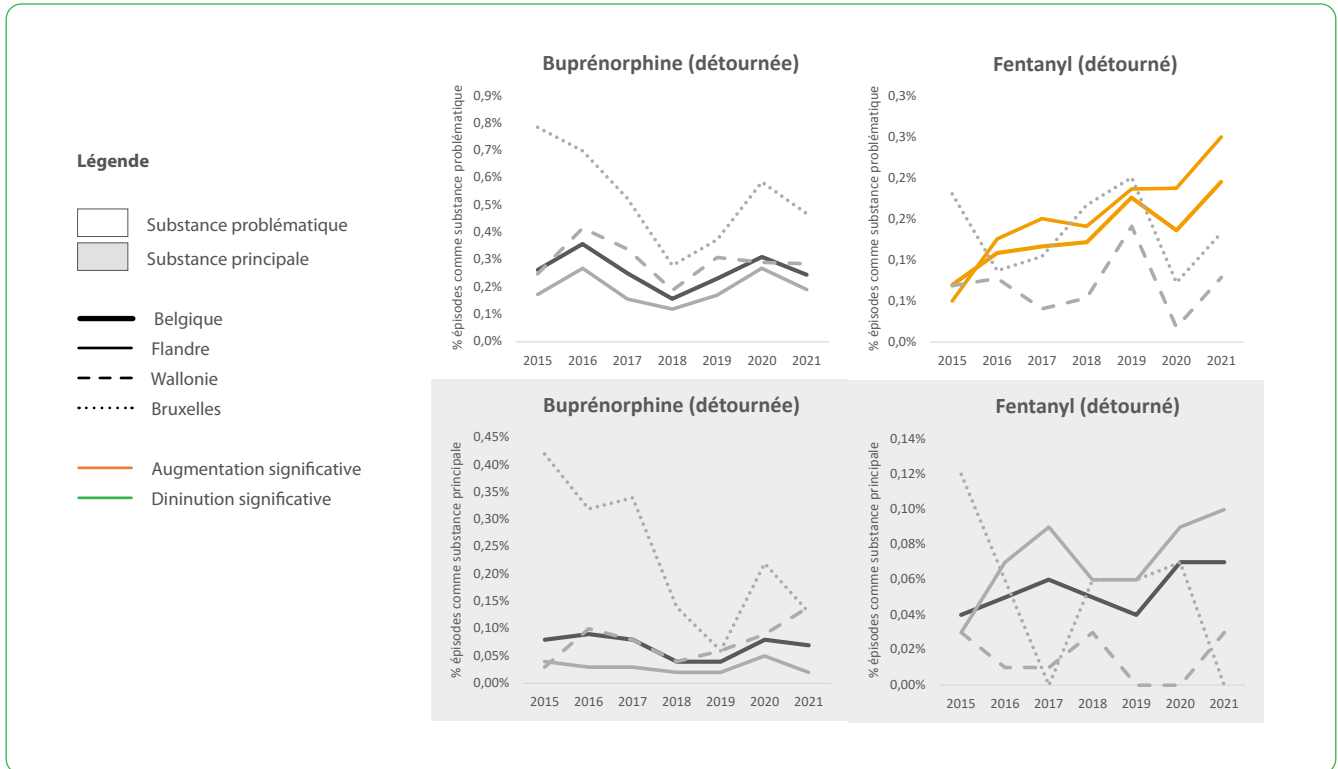 Légende
Substance problématique
Substance principale
Belgique
Flandre
Wallonie
Bruxelles
Augmentation significative
Dininution significative
Buprénorphine (détournée)
% épisodes comme substance problématique
0,9%
0,8%
0,7%
0,6%
0,5%
0,4%
0,3%
0,2%
0,1%
0,0%
2015 2016 2017 2018 2019 2020 2021
Fentanyl (détourné)
% épisodes comme substance problématique
0,3%
0,3%
0,2%
0,2%
0,1%
0,1%
0,0%
2015 2016 2017 2018 2019 2020 2021
Buprénorphine (détournée)
% épisodes comme substance principale
0,45%
0,40%
0,35%
0,30%
0,25%
0,20%
0,15%
0,10%
0,05%
0,00%
2015 2016 2017 2018 2019 2020 2021
Fentanyl (détourné)
% épisodes comme substance principale
0,14%
0,12%
0,10%
0,08%
0,06%
0,04%
0,02%
0,00%
2015 2016 2017 2018 2019 2020 2021